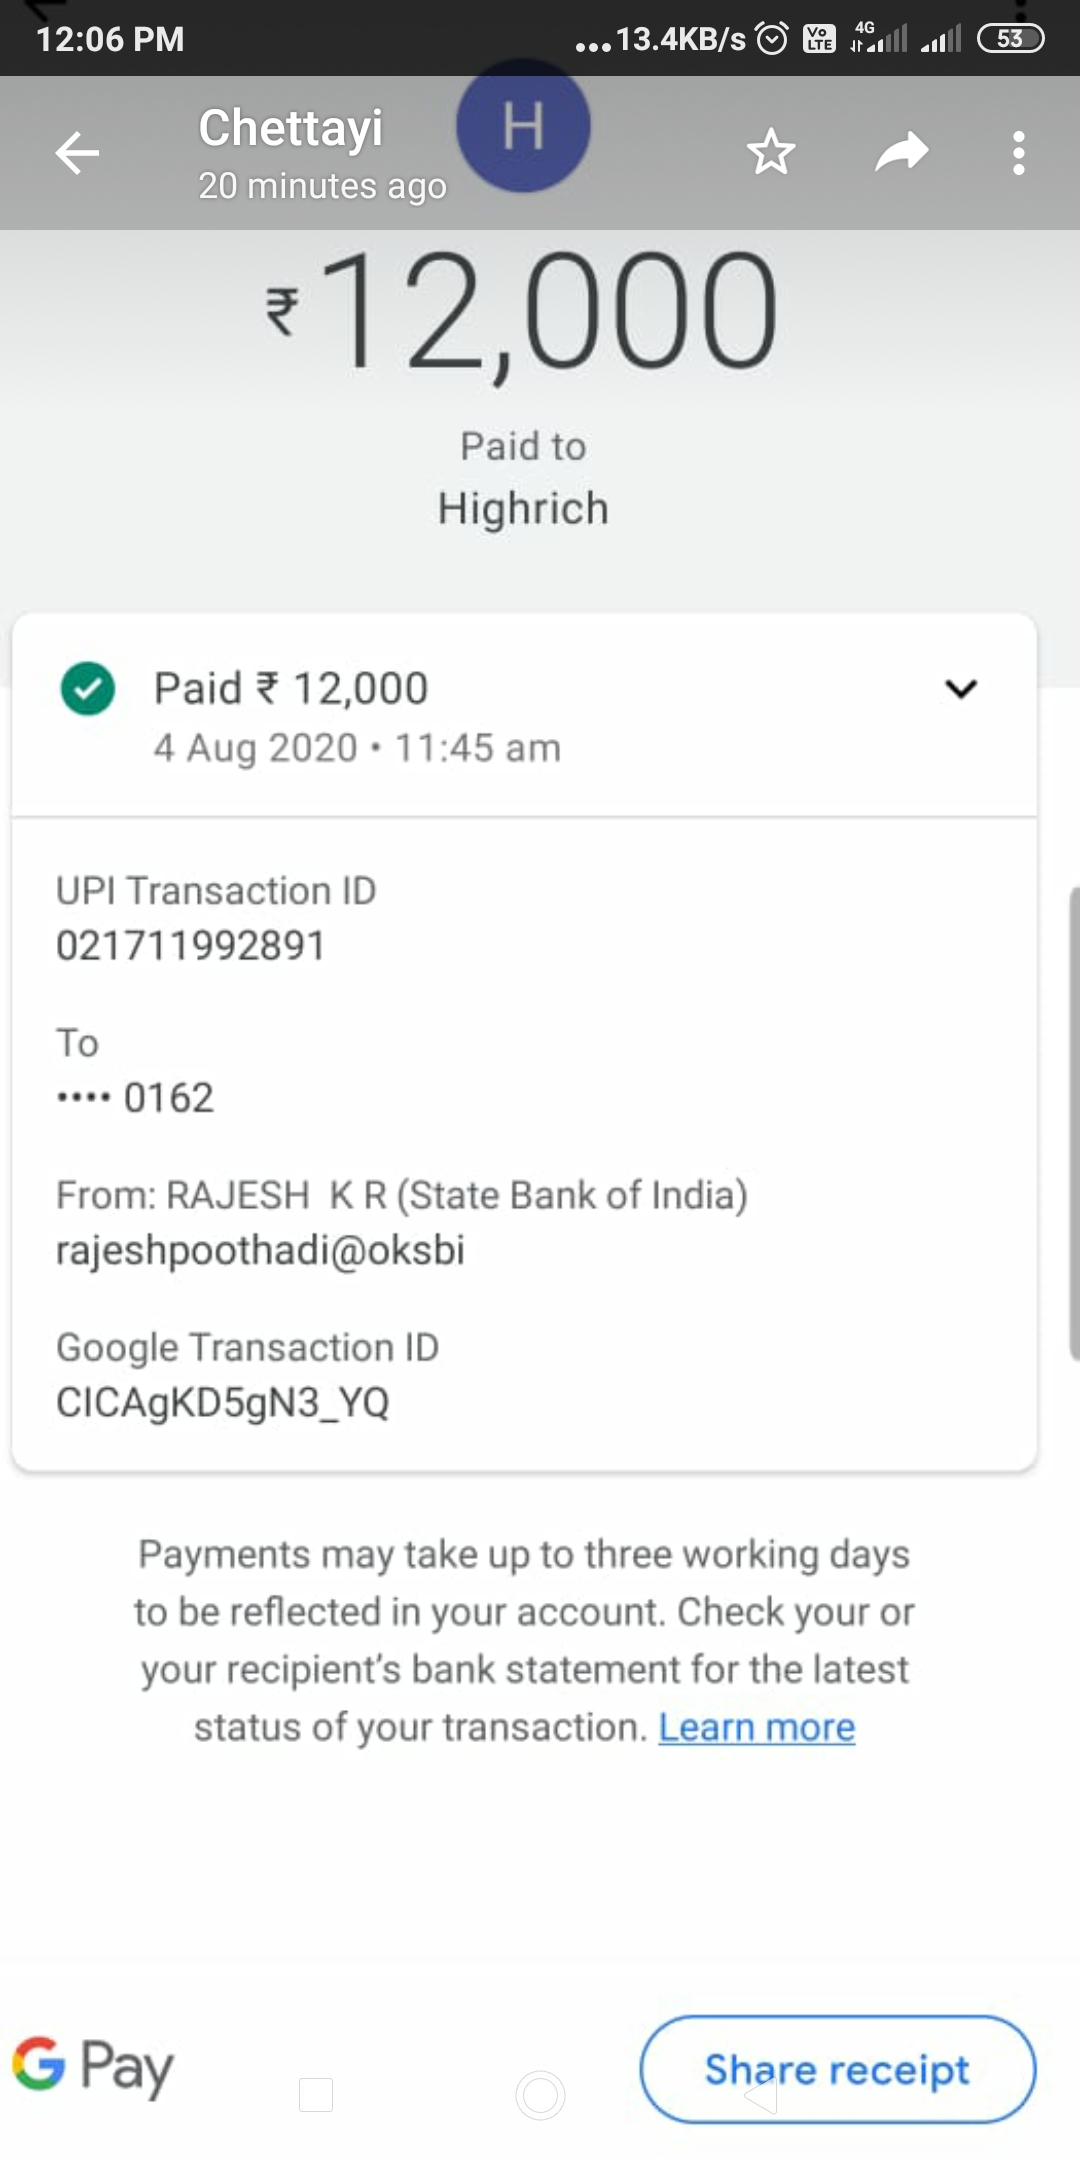 12:06 PM
...13.4KB/s Vo LTE 4G 53
Chettayi
20 minutes ago
H
₹12,000
Paid to
Highrich
Paid ₹ 12,000
4 Aug 2020 • 11:45 am
UPI Transaction ID
021711992891
To
•••• 0162
From: RAJESH K R (State Bank of India)
rajeshpoothadi@oksbi
Google Transaction ID
CICAgKD5gN3_YQ
Payments may take up to three working days
to be reflected in your account. Check your or
your recipient's bank statement for the latest
status of your transaction. Learn more
G Pay
Share receipt